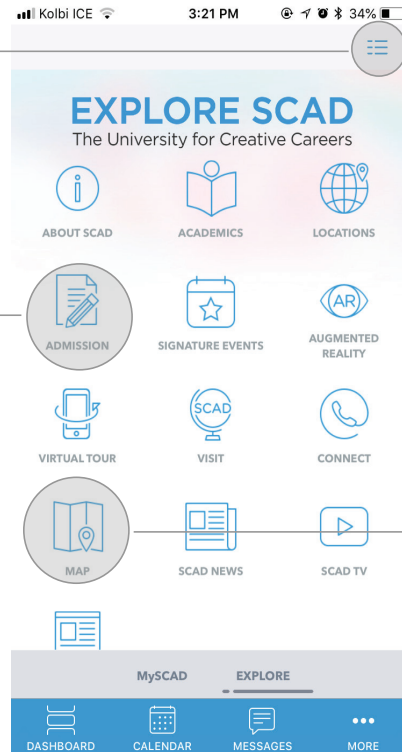 Kolbi ICE 3:21 PM 34%
EXPLORE SCAD
The University for Creative Careers
ABOUT SCAD ACADEMICS LOCATIONS
ADMISSION SIGNATURE EVENTS AUGMENTED
REALITY
AR
SCAD
VIRTUAL TOUR VISIT CONNECT
MAP SCAD NEWS SCAD TV
MySCAD EXPLORE
DASHBOARD CALENDAR MESSAGES MORE